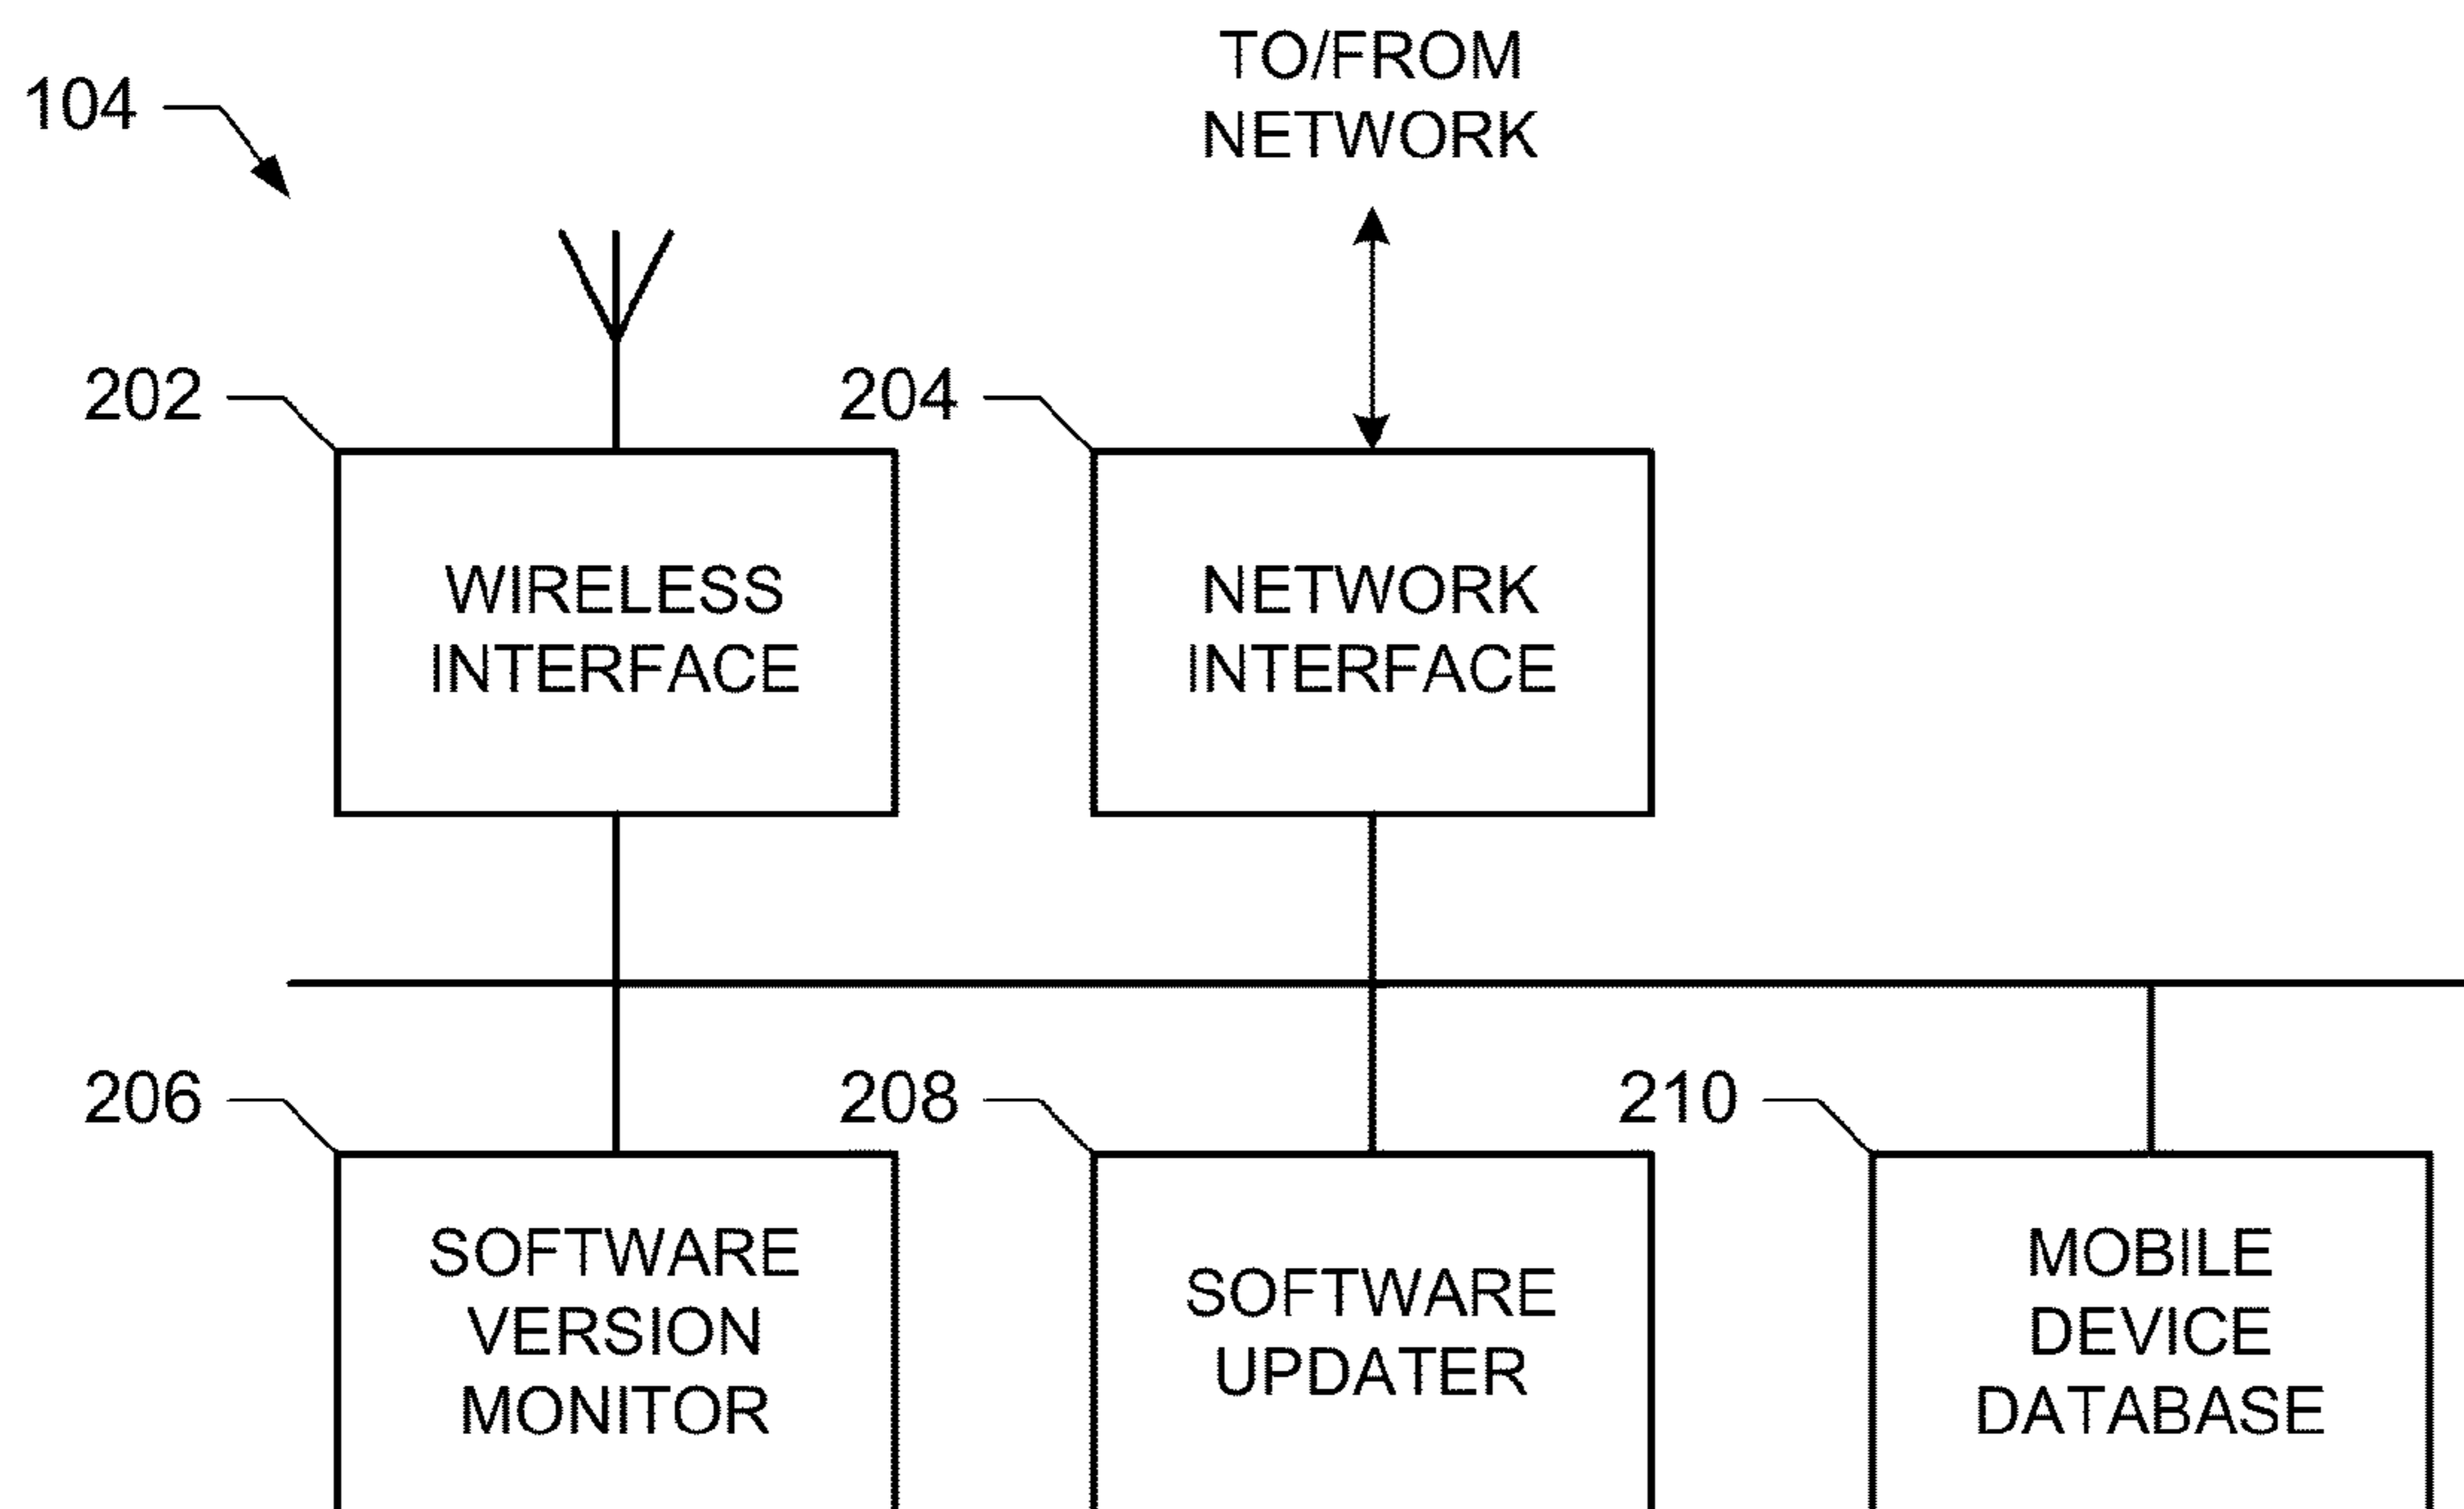 104
TO/FROM
NETWORK
202
204
WIRELESS
INTERFACE
NETWORK
INTERFACE
206
208
210
SOFTWARE
VERSION
MONITOR
SOFTWARE
UPDATER
MOBILE
DEVICE
DATABASE